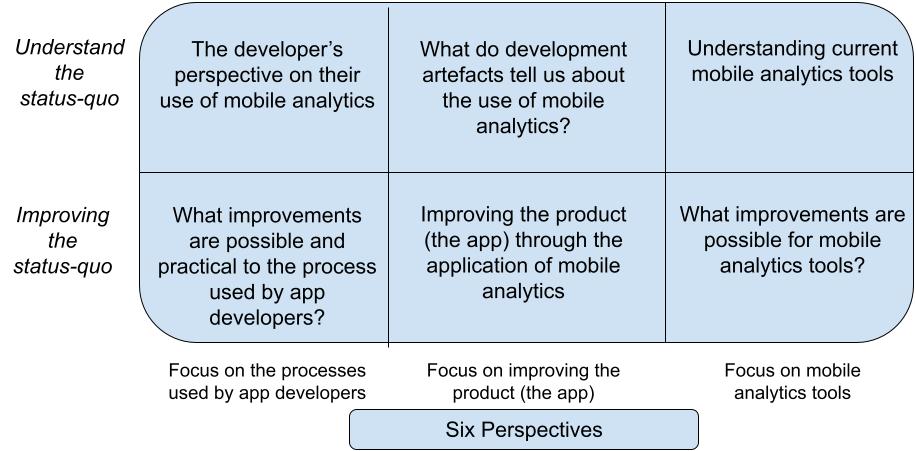 Understand
the
status-quo
The developer's
perspective on their
use of mobile analytics
What do development
artefacts tell us about
the use of mobile
analytics?
Understanding current
mobile analytics tools
Improving
the
status-quo
What improvements
are possible and
practical to the process
used by app
developers?
Improving the product
(the app) through the
application of mobile
analytics
What improvements are
possible for mobile
analytics tools?
Focus on the processes
used by app developers
Focus on improving the
product (the app)
Focus on mobile
analytics tools
Six Perspectives